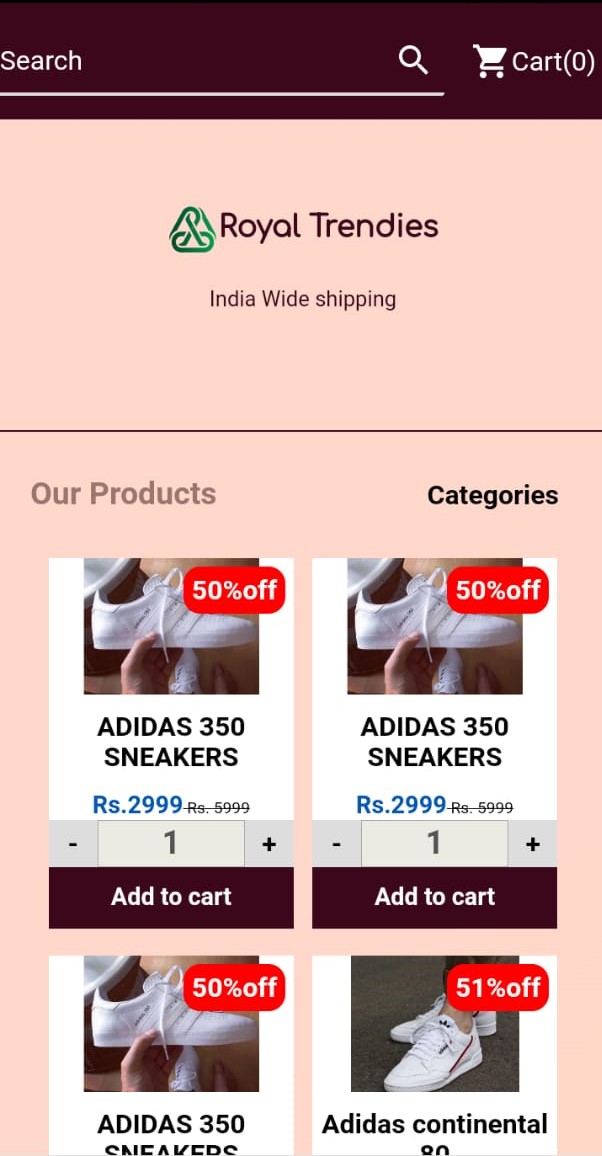 Search
Cart(0)
Royal Trendies
India Wide shipping
Our Products
Categories
50%off
50%off
ADIDAS 350
SNEAKERS
ADIDAS 350
SNEAKERS
Rs.2999 Rs. 5999
Rs.2999 Rs. 5999
- 1 +
- 1 +
Add to cart
Add to cart
50%off
51%off
ADIDAS 350
SNEAKERS
Adidas continental
80